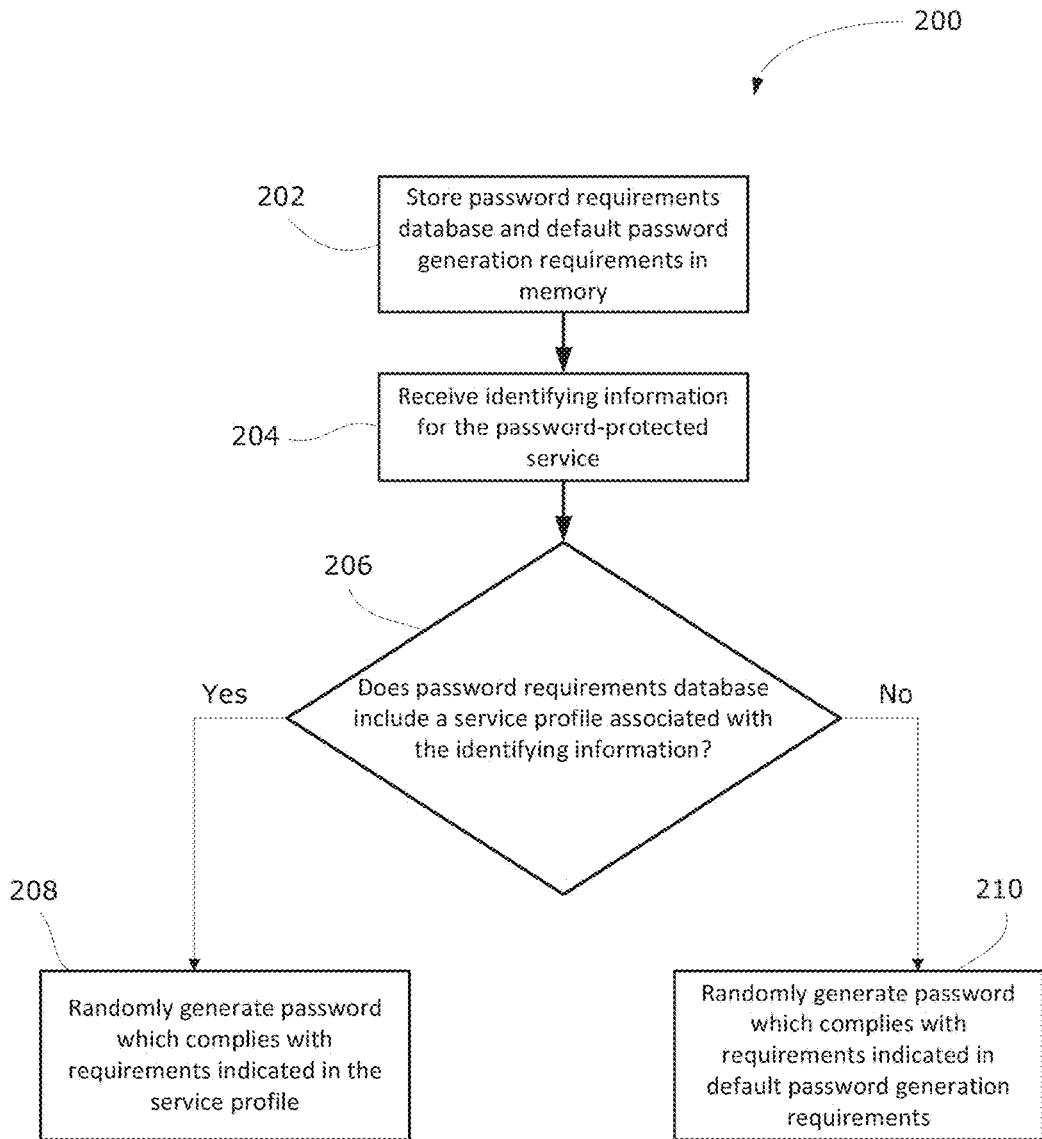 200
202
Store password requirements
database and default password
generation requirements in
memory
204
Receive identifying information
for the password-protected
service
206
Does password requirements database
include a service profile associated with
the identifying information?
Yes
No
208
Randomly generate password
which complies with
requirements indicated in the
service profile
210
Randomly generate password
which complies with
requirements indicated in
default password generation
requirements